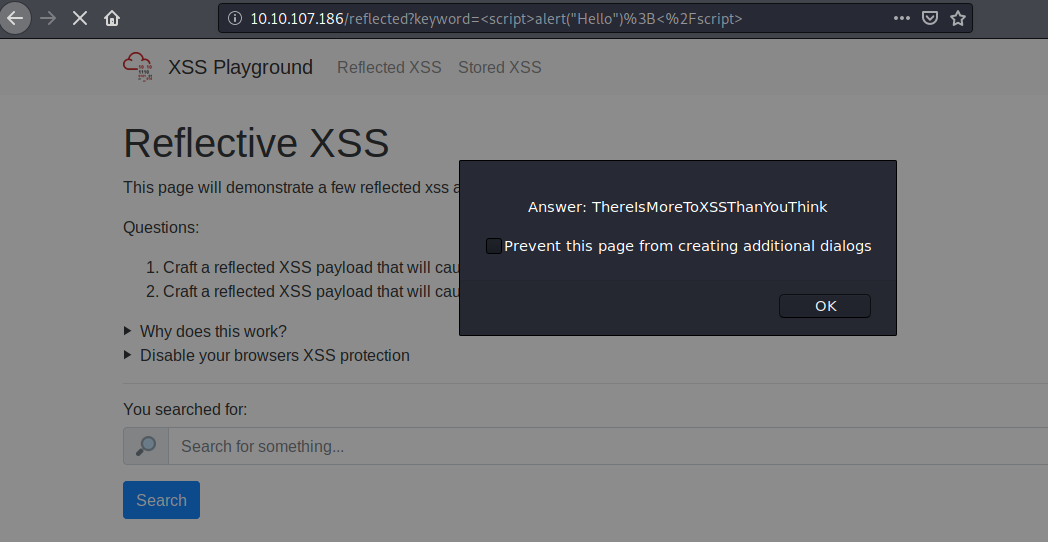 10.10.107.186/reflected?keyword=<script>alert("Hello")%3B<%2Fscript>
XSS Playground Reflected XSS Stored XSS
Reflective XSS
This page will demonstrate a few reflected xss a
Questions:
1. Craft a reflected XSS payload that will cau
2. Craft a reflected XSS payload that will cau
Answer: ThereIsMoreToXSSThanYouThink
Prevent this page from creating additional dialogs
OK
Why does this work?
Disable your browsers XSS protection
You searched for:
Search for something...
Search